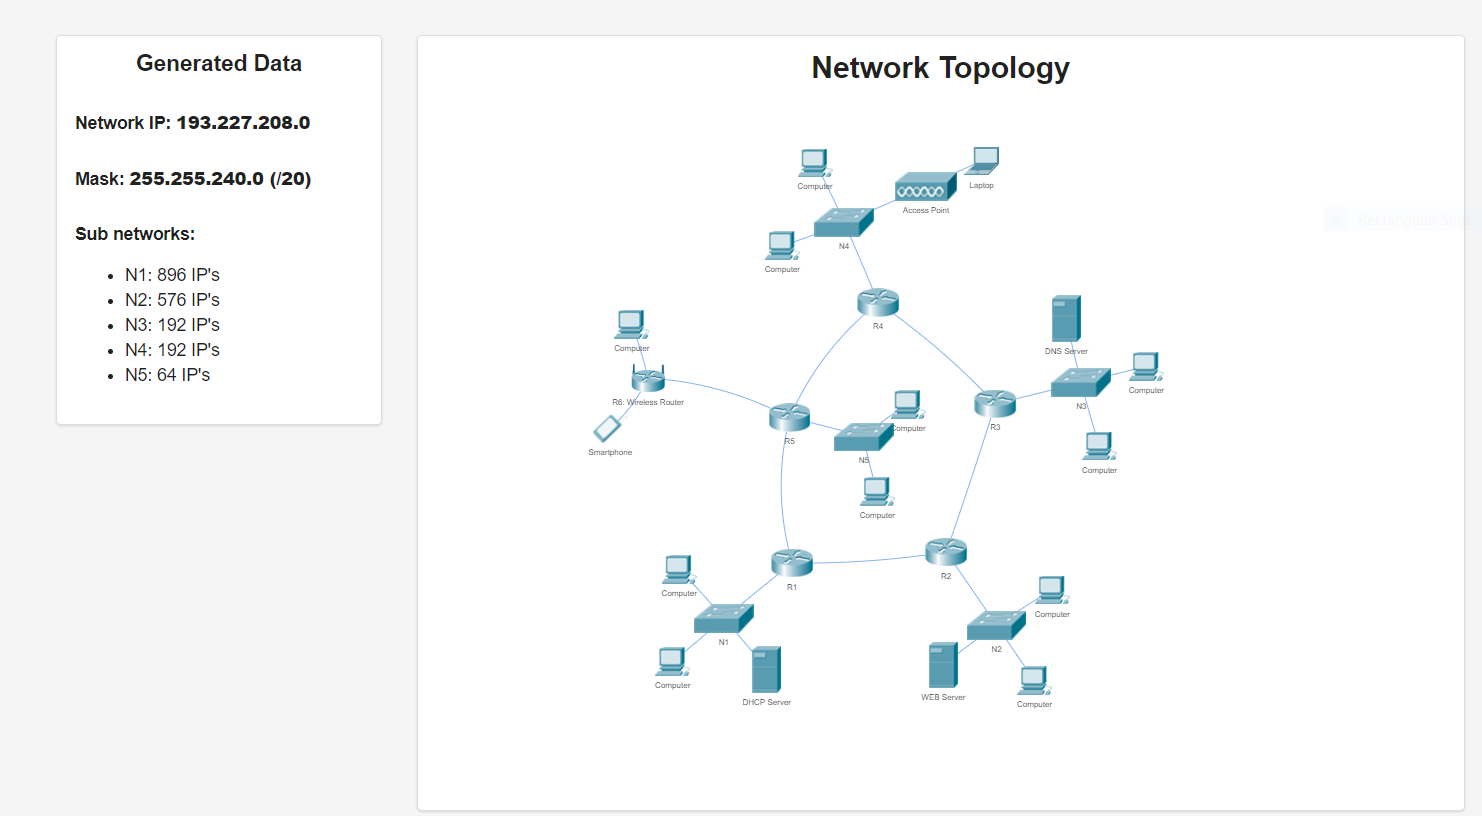 Generated Data
Network IP: 193.227.208.0
Mask: 255.255.240.0 (/20)
Sub networks:
N1: 896 IP's
N2: 576 IP's
N3: 192 IP's
N4: 192 IP's
N5: 64 IP's
Network Topology
Computer
Laptop
Access Point
N4
Computer
R4
Computer
DNS Server
Computer
R6: Wireless Router
N3
R3
Computer
R5
N5
Smartphone
Computer
Computer
R2
R1
Computer
Computer
N1
N2
Computer
DHCP Server
WEB Server
Computer
Rectangular Snip